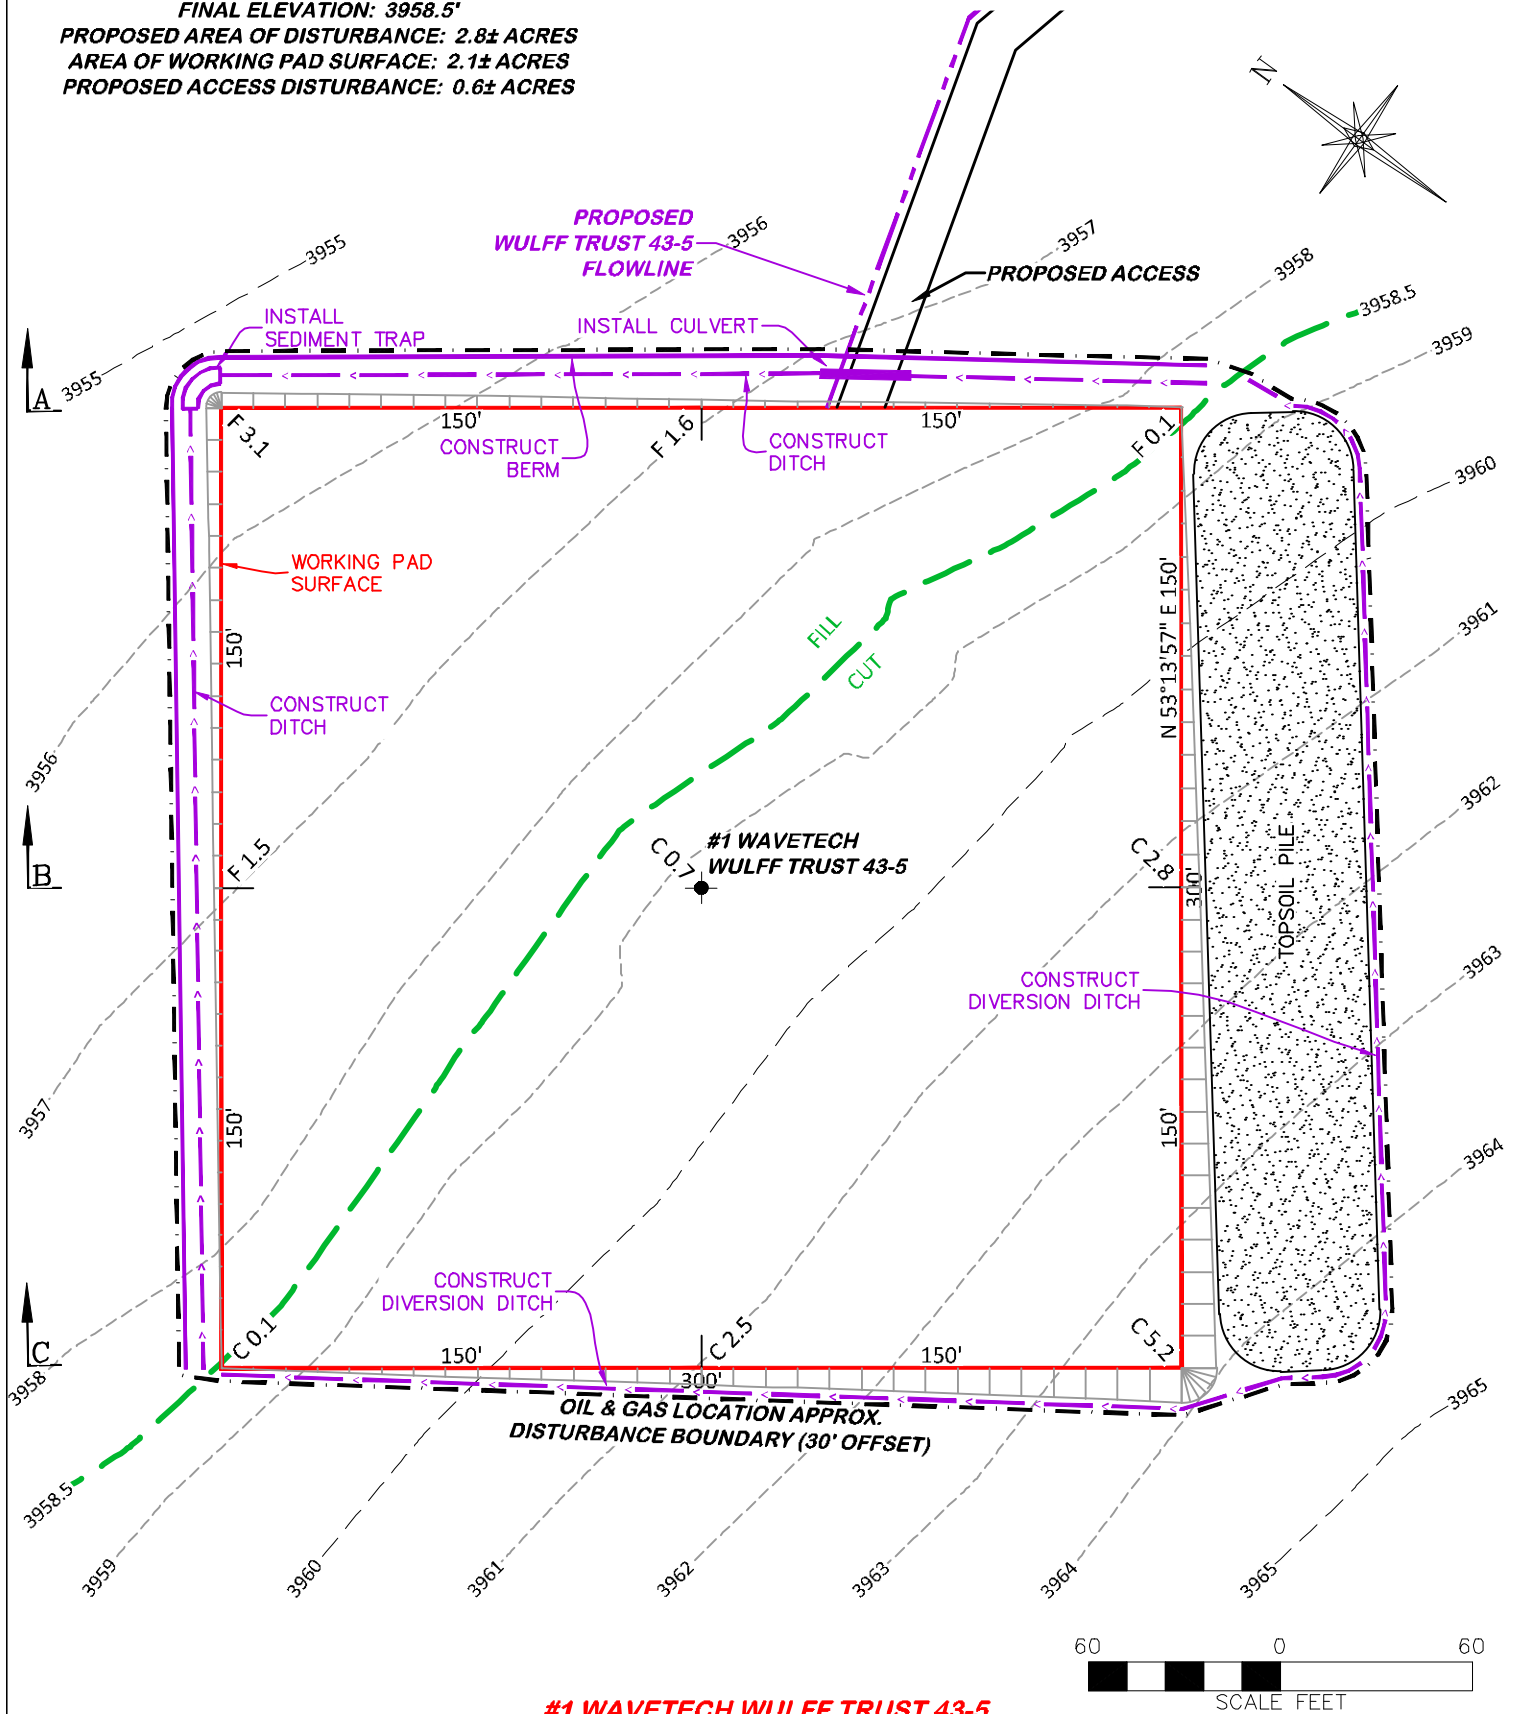 FINAL ELEVATION: 3958.5'
PROPOSED AREA OF DISTURBANCE: 2.8± ACRES
AREA OF WORKING PAD SURFACE: 2.1± ACRES
PROPOSED ACCESS DISTURBANCE: 0.6± ACRES
N
PROPOSED
WULFF TRUST 43-5
FLOWLINE
3955
3956
3957
3958
3958.5
3959
PROPOSED ACCESS
INSTALL
SEDIMENT TRAP
INSTALL CULVERT
3955
A
F 3.1
150'
CONSTRUCT
BERM
F 1.6
CONSTRUCT
DITCH
150'
F 0.1
3960
WORKING PAD
SURFACE
150'
FILL
CUT
N 53°13'57" E 150'
3961
CONSTRUCT
DITCH
3956
3962
B
F 1.5
C 0.7
#1 WAVETECH
WULFF TRUST 43-5
C 2.8
300'
TOPSOIL PILE
3963
CONSTRUCT
DIVERSION DITCH
3957
150'
150'
3964
CONSTRUCT
DIVERSION DITCH
C
C 0.1
150'
C 2.5
150'
C 5.2
3958
300'
3965
OIL & GAS LOCATION APPROX.
DISTURBANCE BOUNDARY (30' OFFSET)
3958.5
3959
3960
3961
3962
3963
3964
3965
60
0
60
SCALE FEET
#1 WAVETECH WULFF TRUST 43-5